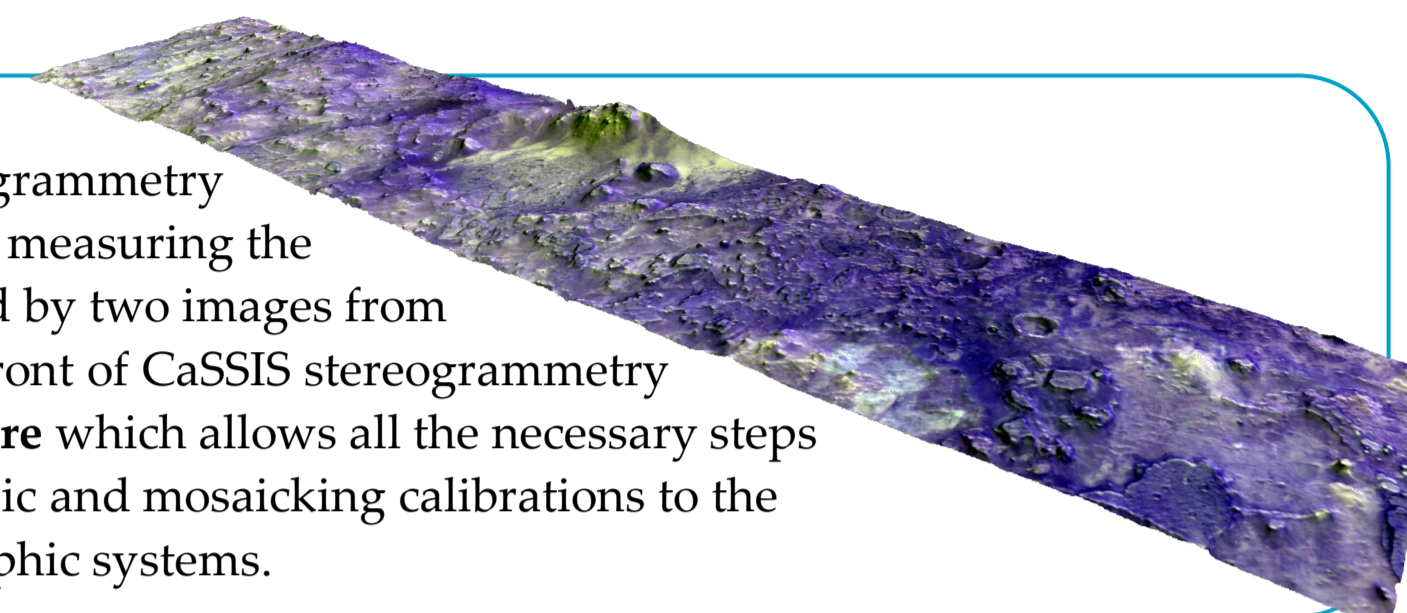 grammetry
measuring the
d by two images from
ront of CaSSIS stereogrammetry
re which allows all the necessary steps
ic and mosaicking calibrations to the
phic systems.